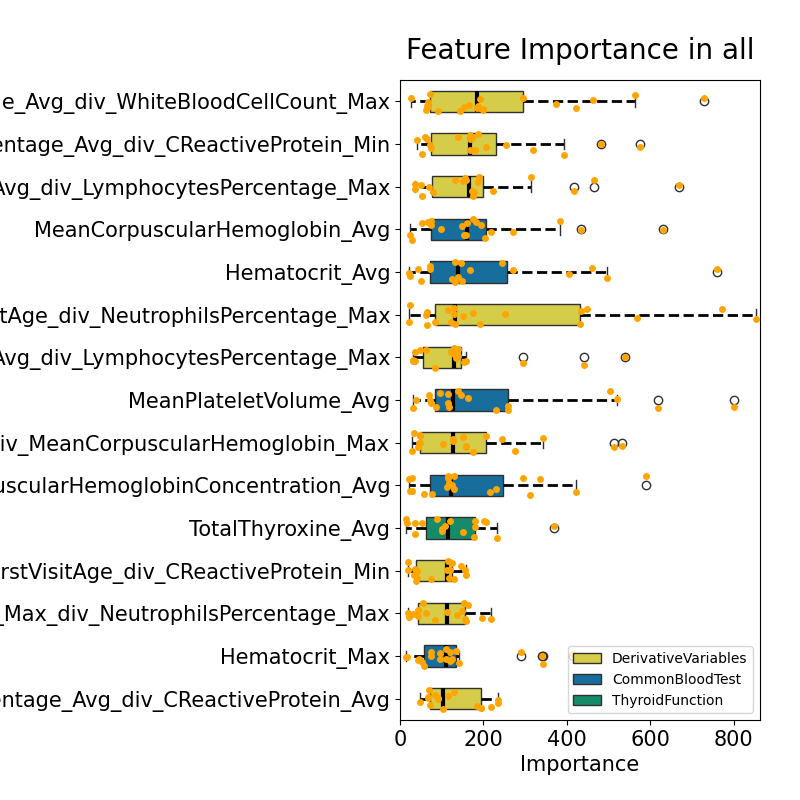 Feature Importance in all
e_Avg_div_WhiteBloodCellCount_Max
entage_Avg_div_CReactiveProtein_Min
Avg_div_LymphocytesPercentage_Max
MeanCorpuscularHemoglobin_Avg
Hematocrit_Avg
tAge_div_NeutrophilsPercentage_Max
Avg_div_LymphocytesPercentage_Max
MeanPlateletVolume_Avg
iv_MeanCorpuscularHemoglobin_Max
uscularHemoglobinConcentration_Avg
TotalThyroxine_Avg
rstVisitAge_div_CReactiveProtein_Min
_Max_div_NeutrophilsPercentage_Max
Hematocrit_Max
entage_Avg_div_CReactiveProtein_Avg
DerivativeVariables
CommonBloodTest
ThyroidFunction
0 200 400 600 800
Importance